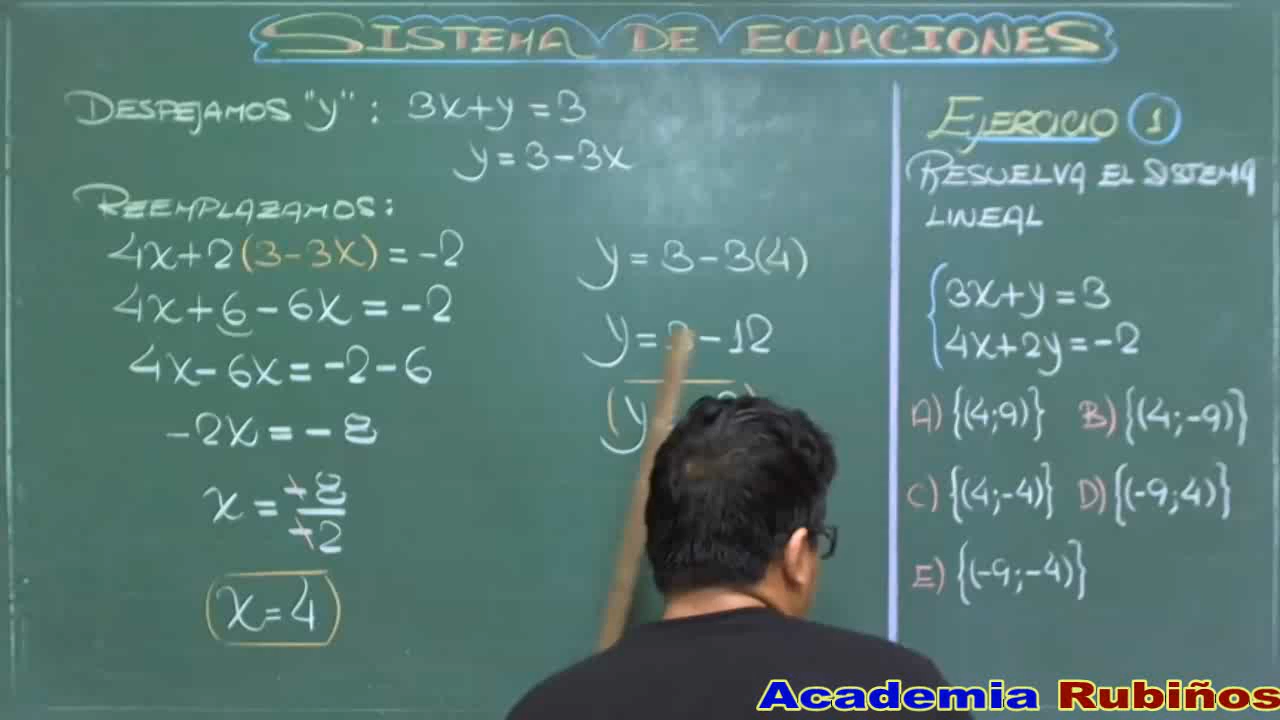 SISTEMA DE ECUACIONES
DESPEJAMOS "y" : 3x+y=3
y=3-3x
REEMPLAZAMOS:
4x+2(3-3x)=-2
4x+6-6x=-2
4x-6x=-2-6
-2x=-8
x=-8/-2
x=4
y=3-3(4)
y=3-12
(y
EJERCICIO 1
RESUELVA EL SISTEMA
LINEAL
3x+y=3
4x+2y=-2
A) {(4;9)} B) {(4;-9)}
C) {(4;-4)} D) {(-9;4)}
E) {(-9;-4)}
Academia Rubiños